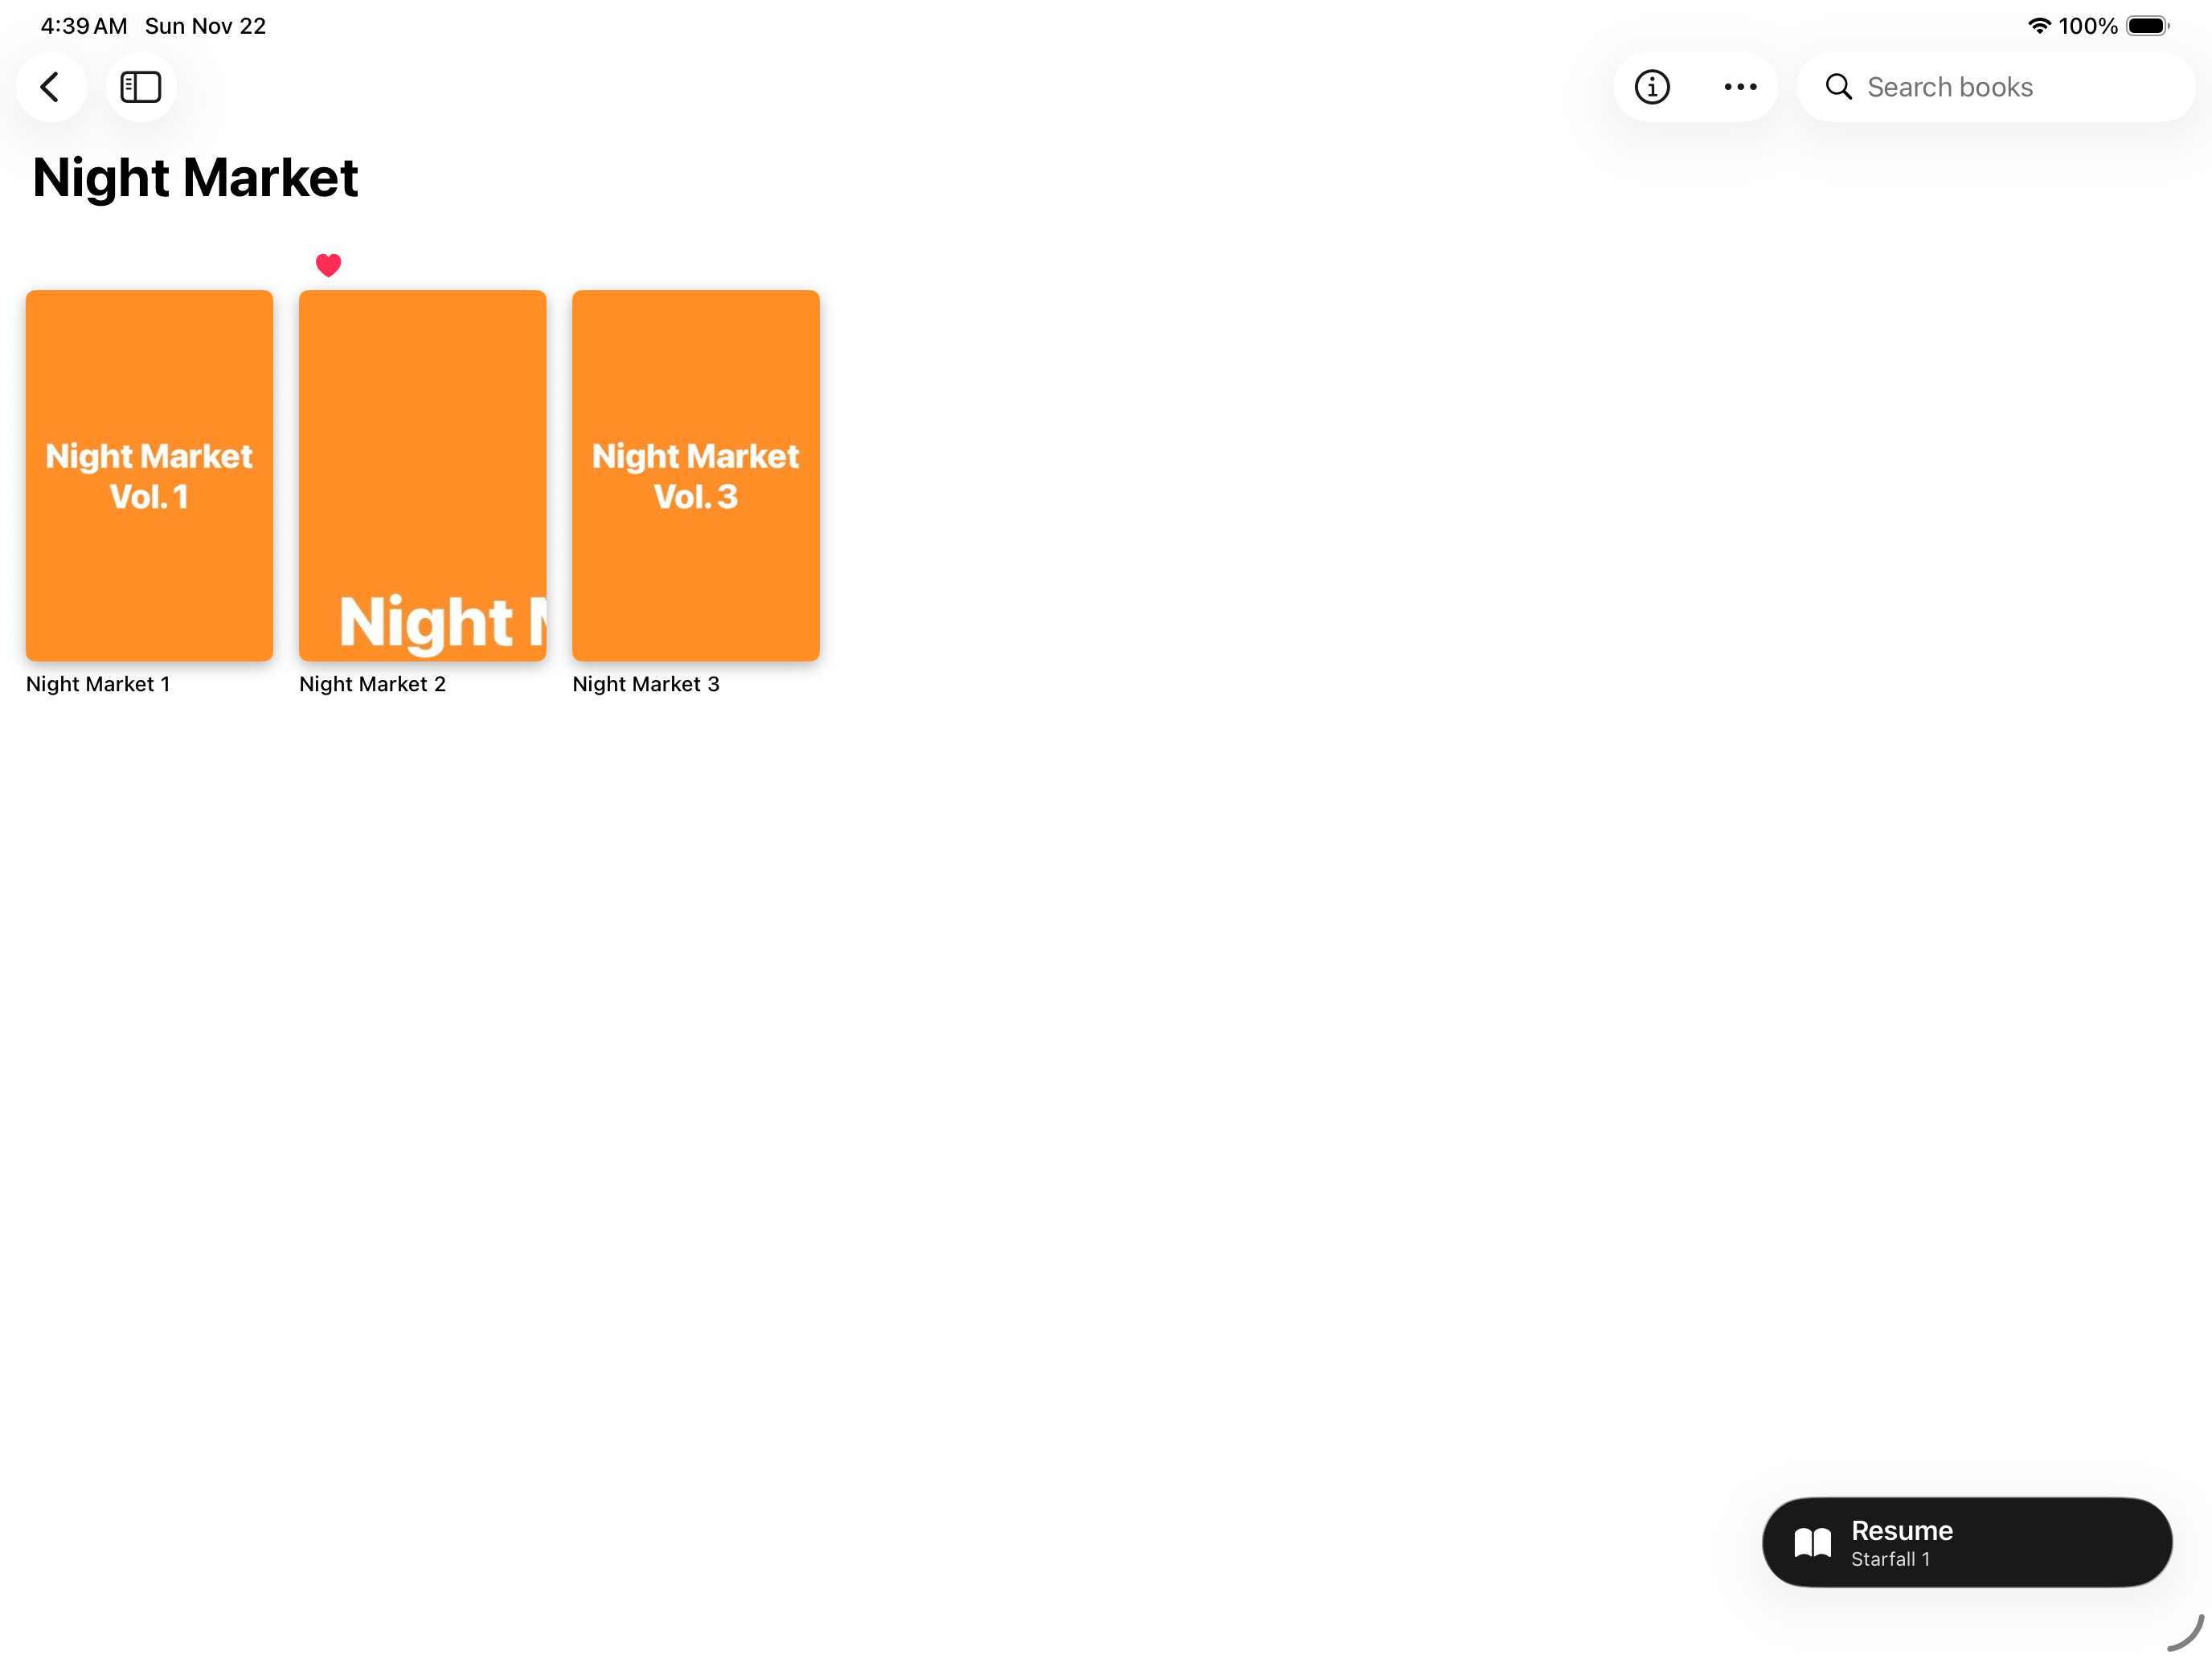 4:39 AM Sun Nov 22
100%
Search books
Night Market
Night Market
Vol. 1
Night
Night Market
Vol. 3
Night Market 1
Night Market 2
Night Market 3
Resume
Starfall 1